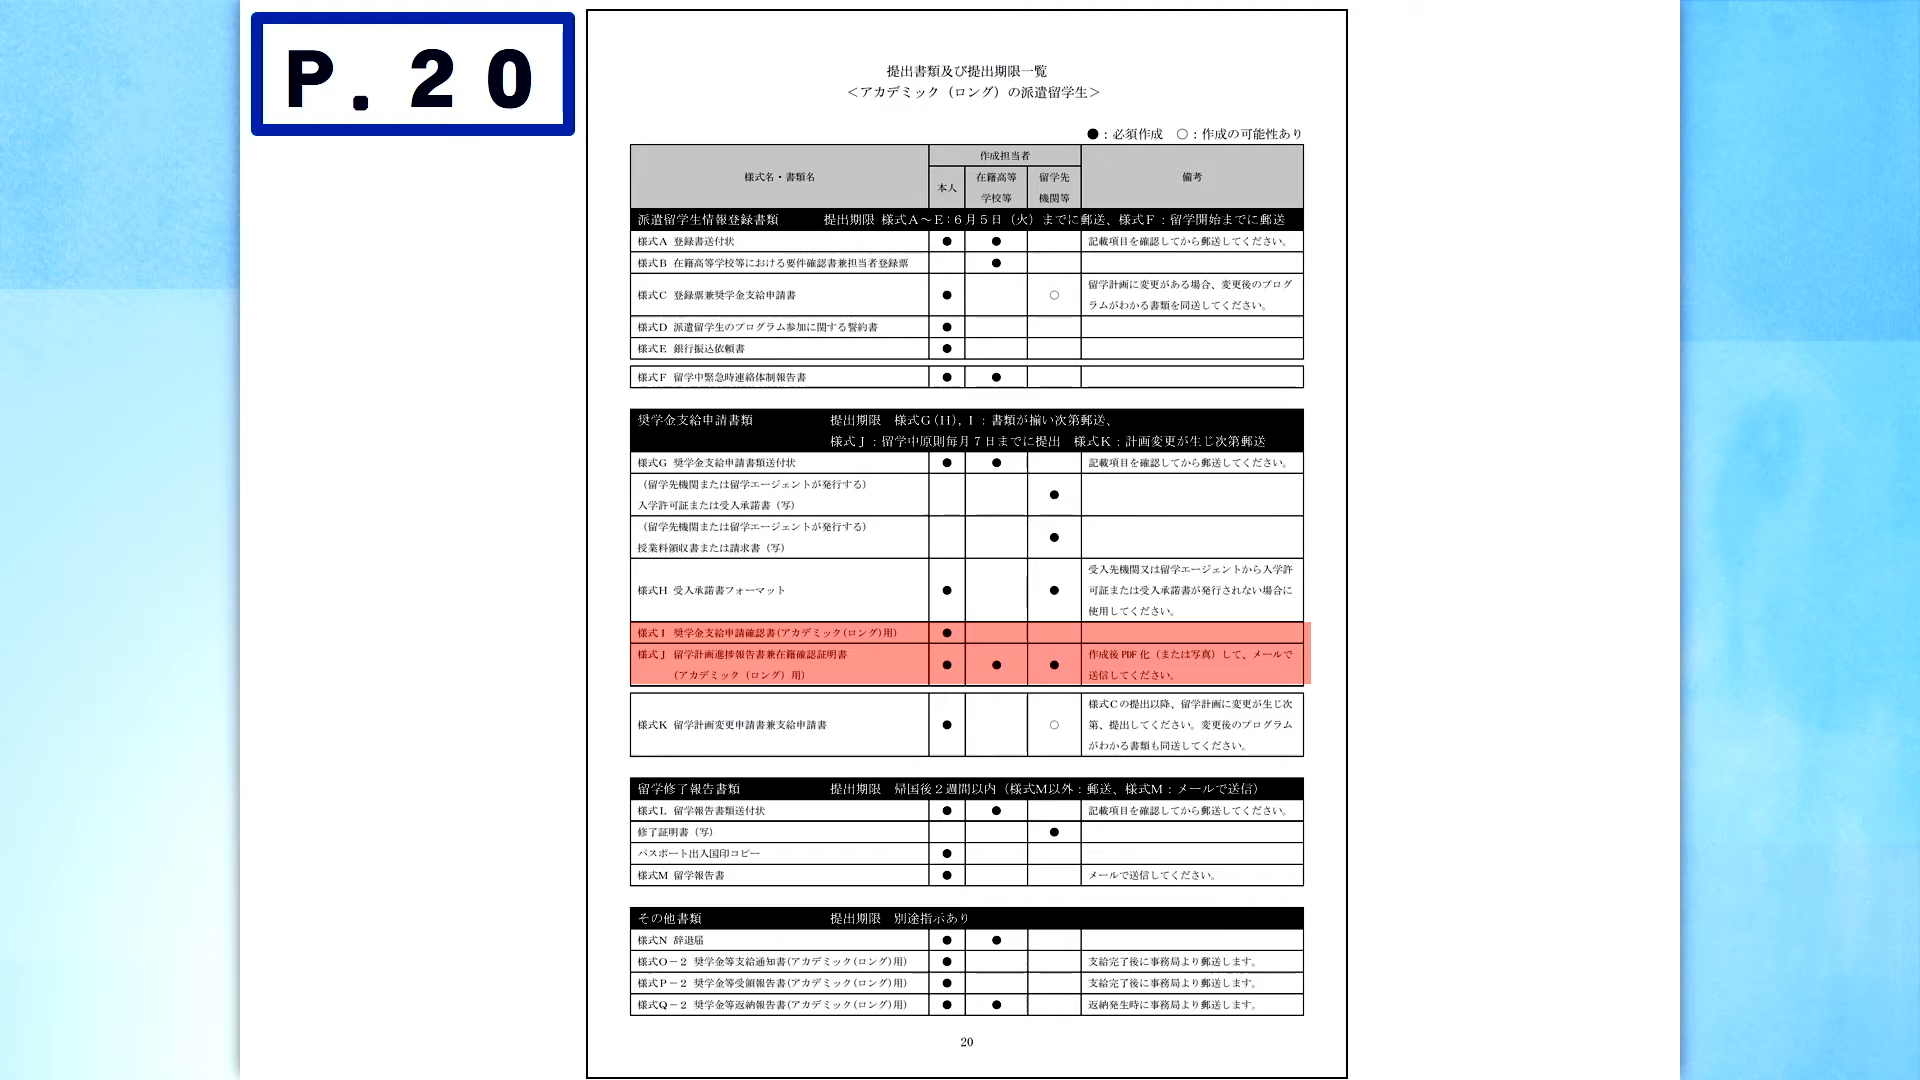 P.20
提出書類及び提出期限一覧
＜アカデミック（ロング）の派遣留学生＞
●：必須作成　○：作成の可能性あり
様式名・書類名
作成担当者
本人
在籍高等
学校等
留学先
機関等
備考
派遣留学生情報登録書類　提出期限 様式A～E：6月5日（火）までに郵送、様式F：留学開始までに郵送
様式A 登録書送付状 ● ● 記載項目を確認してから郵送してください。
様式B 在籍高等学校等における要件確認書兼担当者登録票 ●
様式C 登録票兼奨学金支給申請書 ● ○ 留学計画に変更がある場合、変更後のプログ
ラムがわかる書類を同送してください。
様式D 派遣留学生のプログラム参加に関する誓約書 ●
様式E 銀行振込依頼書 ●
様式F 留学中緊急時連絡体制報告書 ● ●
奨学金支給申請書類　提出期限　様式G(H), I：書類が揃い次第郵送、
様式J：留学中原則毎月7日までに提出　様式K：計画変更が生じ次第郵送
様式G 奨学金支給申請書類送付状 ● ● 記載項目を確認してから郵送してください。
（留学先機関または留学エージェントが発行する）
入学許可証または受入承諾書（写） ●
（留学先機関または留学エージェントが発行する）
授業料領収書または請求書（写） ●
様式H 受入承諾書フォーマット ● ● 受入先機関又は留学エージェントから入学許
可証または受入承諾書が発行されない場合に
使用してください。
様式I 奨学金支給申請確認書(アカデミック(ロング)用) ●
様式J 留学計画進捗報告書兼在籍確認証明書 ● ● ● 作成後PDF化（または写真）して、メールで
（アカデミック（ロング）用） 送信してください。
様式K 留学計画変更申請書兼支給申請書 ● ○ 様式Cの提出以降、留学計画に変更が生じ次
第、提出してください。変更後のプログラム
がわかる書類も同送してください。
留学修了報告書類　提出期限　帰国後2週間以内（様式M以外：郵送、様式M：メールで送信）
様式L 留学報告書類送付状 ● ● 記載項目を確認してから郵送してください。
修了証明書（写） ●
パスポート出入国印コピー ●
様式M 留学報告書 ● メールで送信してください。
その他書類　提出期限　別途指示あり
様式N 辞退届 ● ●
様式O－2 奨学金等支給通知書(アカデミック(ロング)用) ● 支給完了後に事務局より郵送します。
様式P－2 奨学金等受領報告書(アカデミック(ロング)用) ● 支給完了後に事務局より郵送します。
様式Q－2 奨学金等返納報告書(アカデミック(ロング)用) ● ● 返納発生時に事務局より郵送します。
20